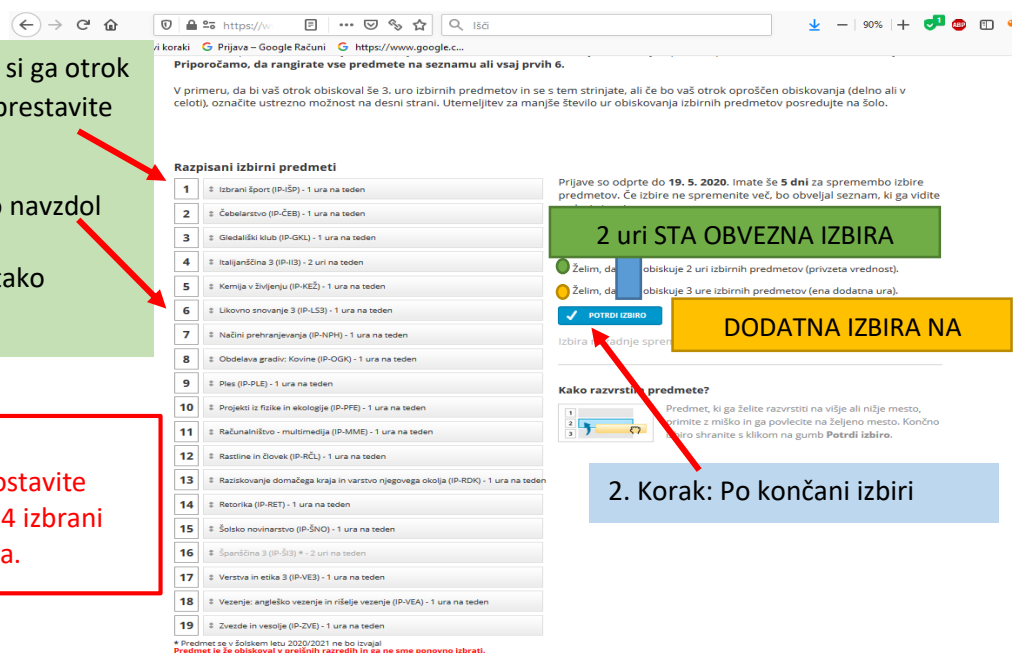 https://w
Išči
90%
1
ABP
vi koraki
Prijava – Google Računi
https://www.google.c...
si ga otrok
prestavite
navzdol
tako
ostavite
4 izbrani
a.
Priporočamo, da rangirate vse predmete na seznamu ali vsaj prvih 6.
V primeru, da bi vaš otrok obiskoval še 3. uro izbirnih predmetov in se s tem strinjate, ali če bo vaš otrok oproščen obiskovanja (delno ali v
celoti), označite ustrezno možnost na desni strani. Utemeljitev za manjše število ur obiskovanja izbirnih predmetov posredujte na šolo.
Razpisani izbirni predmeti
1 Izbrani šport (IP-IŠP) - 1 ura na teden
2 Čebelarstvo (IP-ČEB) - 1 ura na teden
3 Gledališki klub (IP-GKL) - 1 ura na teden
4 Italijanščina 3 (IP-II3) - 2 uri na teden
5 Kemija v življenju (IP-KEŽ) - 1 ura na teden
6 Likovno snovanje 3 (IP-LS3) - 1 ura na teden
7 Načini prehranjevanja (IP-NPH) - 1 ura na teden
8 Obdelava gradiv: Kovine (IP-OGK) - 1 ura na teden
9 Ples (IP-PLE) - 1 ura na teden
10 Projekti iz fizike in ekologije (IP-PFE) - 1 ura na teden
11 Računalništvo - multimedija (IP-MME) - 1 ura na teden
12 Rastline in človek (IP-RČL) - 1 ura na teden
13 Raziskovanje domačega kraja in varstvo njegovega okolja (IP-RDK) - 1 ura na teden
14 Retorika (IP-RET) - 1 ura na teden
15 Šolsko novinarstvo (IP-ŠNO) - 1 ura na teden
16 Španščina 3 (IP-ŠI3) * - 2 uri na teden
17 Verstva in etika 3 (IP-VE3) - 1 ura na teden
18 Vezenje: angleško vezenje in rišelje vezenje (IP-VEA) - 1 ura na teden
19 Zvezde in vesolje (IP-ZVE) - 1 ura na teden
* Predmet se v šolskem letu 2020/2021 ne bo izvajal
Predmet je že obiskoval v prejšnih razredih in ga ne sme ponovno izbrati.
Prijave so odprte do 19. 5. 2020. Imate še 5 dni za spremembo izbire
predmetov. Če izbire ne spremenite več, bo obveljal seznam, ki ga vidite
2 uri STA OBVEZNA IZBIRA
Želim, da obiskuje 2 uri izbirnih predmetov (privzeta vrednost).
Želim, da obiskuje 3 ure izbirnih predmetov (ena dodatna ura).
POTRDI IZBIRO
DODATNA IZBIRA NA
Izbira
Kako razvrstim predmete?
1
2
3
Predmet, ki ga želite razvrstiti na višje ali nižje mesto,
primite z miško in ga povlecite na željeno mesto. Končno
izbiro shranite s klikom na gumb Potrdi izbiro.
2. Korak: Po končani izbiri